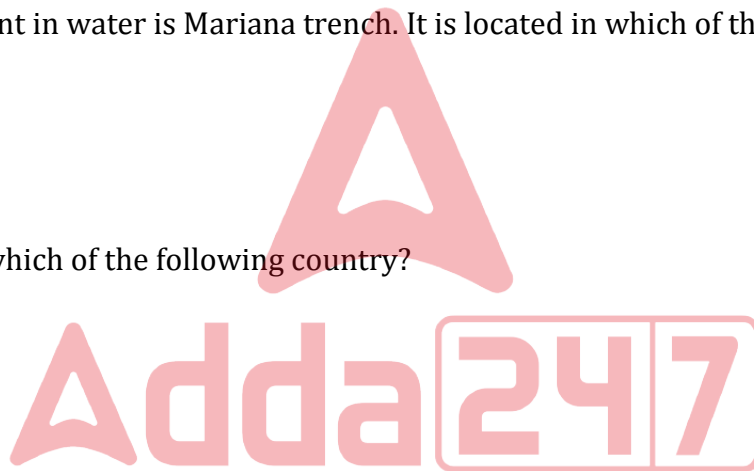 nt in water is Mariana trench. It is located in which of th
which of the following country?
Adda247